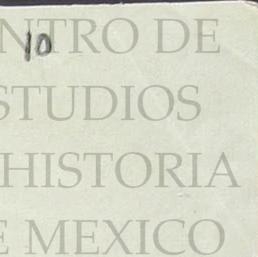 10
NTRO DE
STUDIOS
HISTORIA
E MEXICO